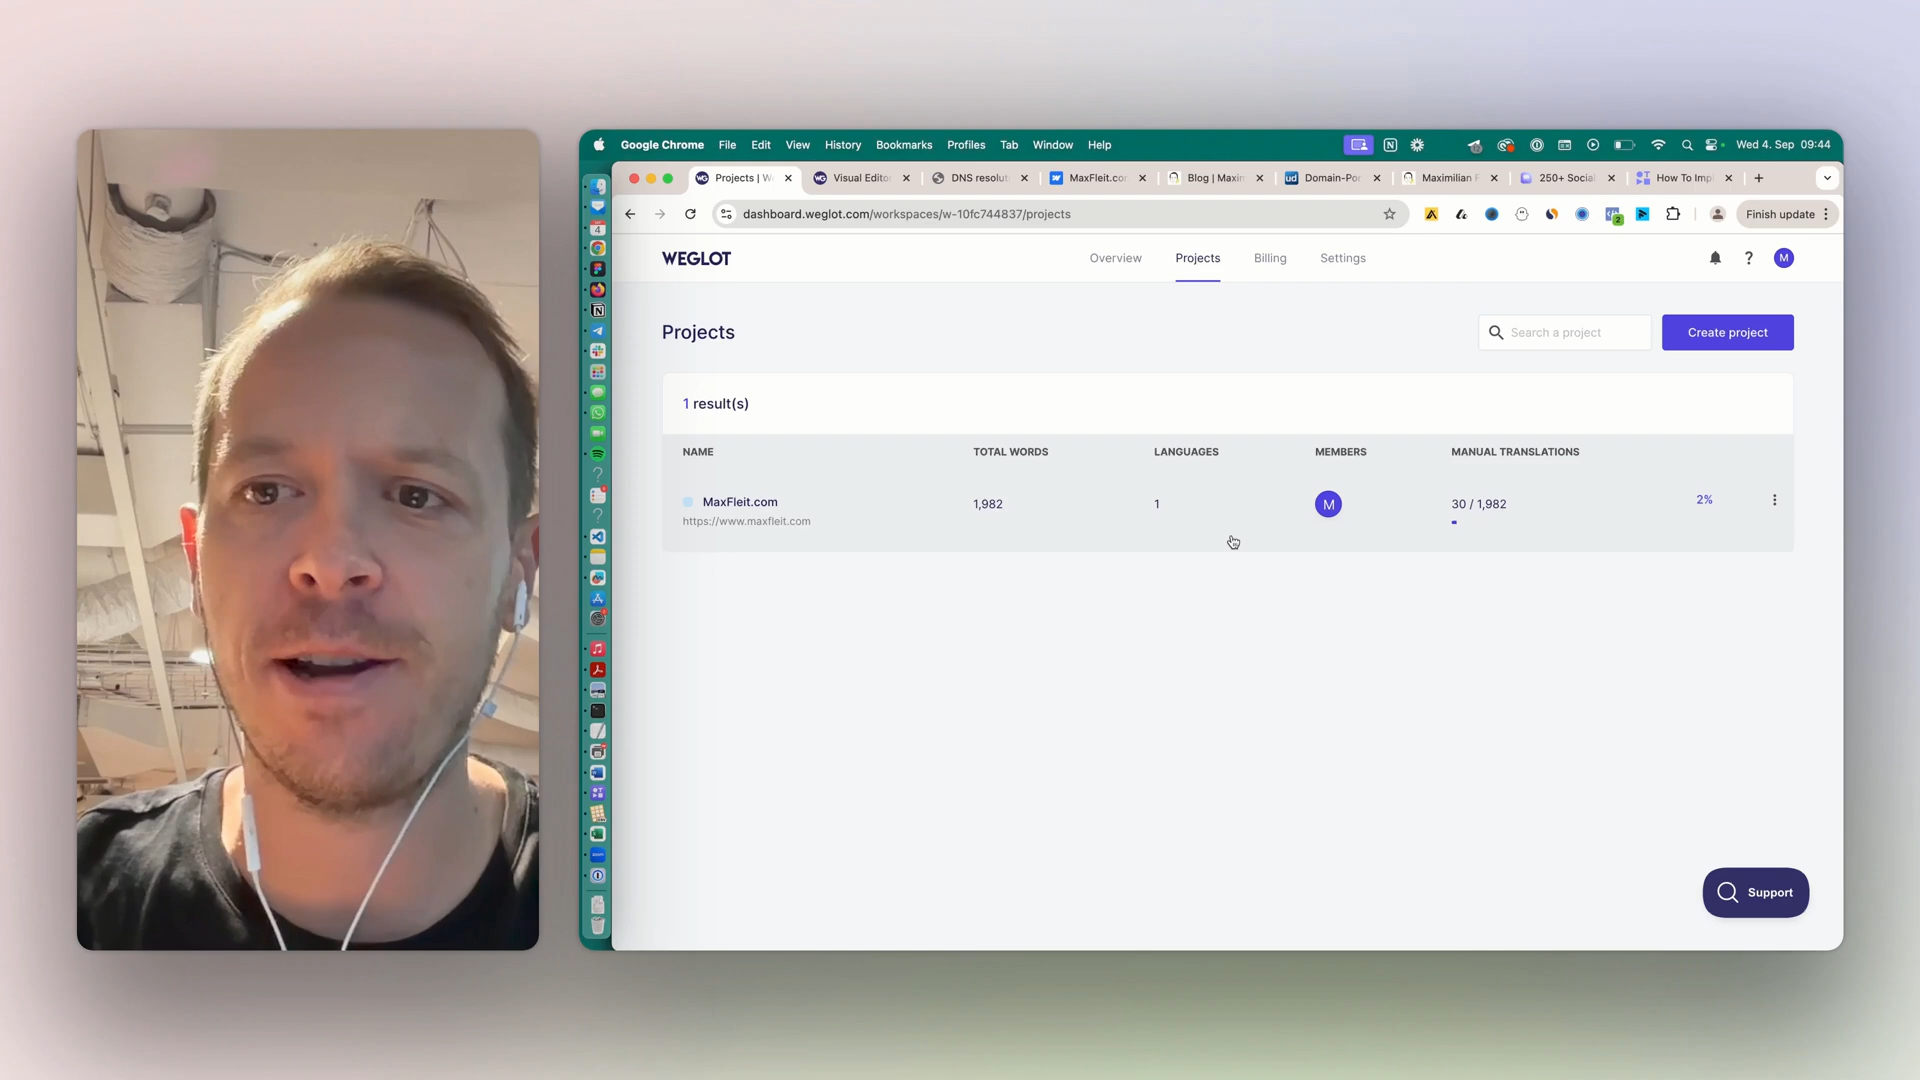 Google Chrome File Edit View History Bookmarks Profiles Tab Window Help Wed 4. Sep 09:44
Projects | W Visual Edito DNS resolut MaxFleit.co Blog | Maxin Domain-Por Maximilian F 250+ Socia How To Impl
dashboard.weglot.com/workspaces/w-10fc744837/projects Finish update
WEGLOT Overview Projects Billing Settings ? M
Projects Search a project Create project
1 result(s)
NAME TOTAL WORDS LANGUAGES MEMBERS MANUAL TRANSLATIONS
MaxFleit.com 1,982 1 M 30 / 1,982 2%
https://www.maxfleit.com
Support